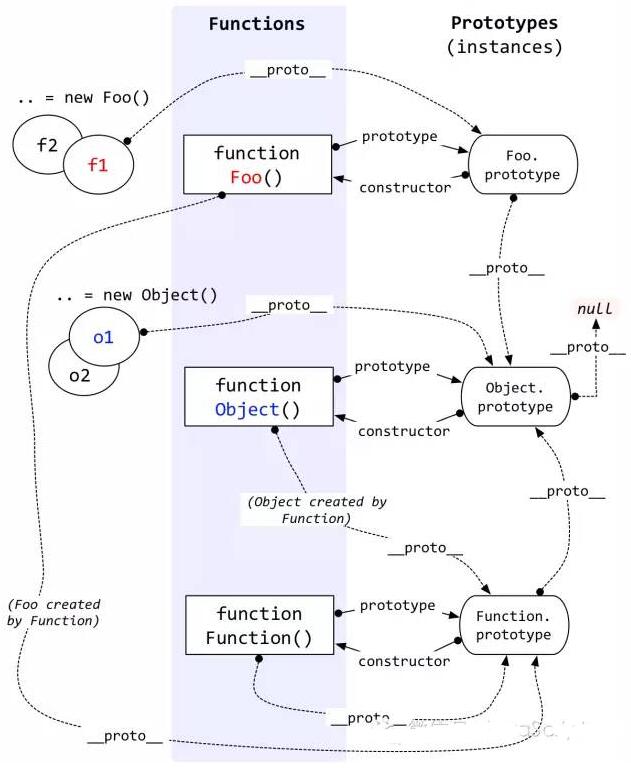 Functions
Prototypes
(instances)
__proto__
.. = new Foo()
f2
f1
function
Foo()
prototype
constructor
Foo.
prototype
__proto__
.. = new Object()
__proto__
null
__proto__
o1
o2
function
Object()
prototype
constructor
Object.
prototype
(Object created by
Function)
__proto__
__proto__
(Foo created
by Function)
function
Function()
prototype
constructor
Function.
prototype
__proto__
__proto__